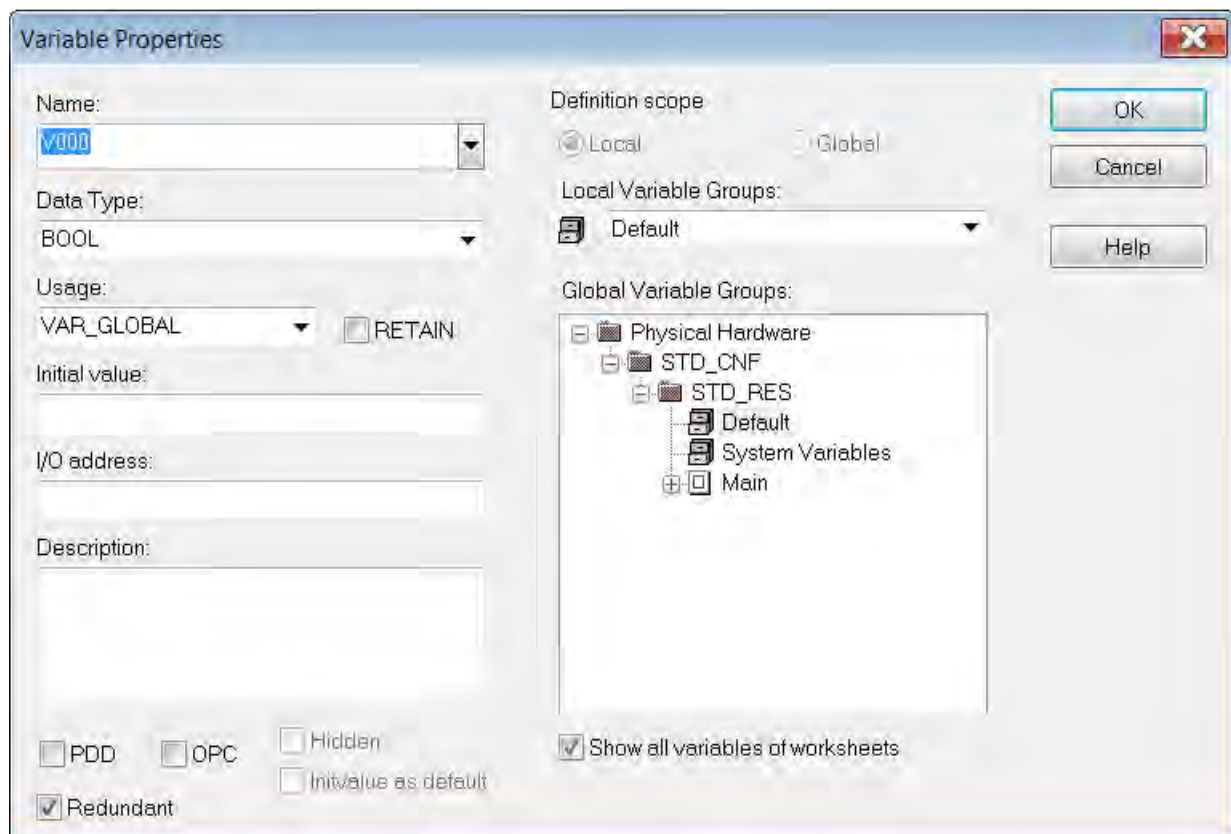 Variable Properties
Name:
V000
Data Type:
BOOL
Usage:
VAR_GLOBAL
RETAIN
Initial value:
I/O address:
Description:
PDD
OPC
Hidden
Initvalue as default
Redundant
Definition scope
Local
Global
Local Variable Groups:
Default
Global Variable Groups:
Physical Hardware
STD_CNF
STD_RES
Default
System Variables
Main
Show all variables of worksheets
OK
Cancel
Help